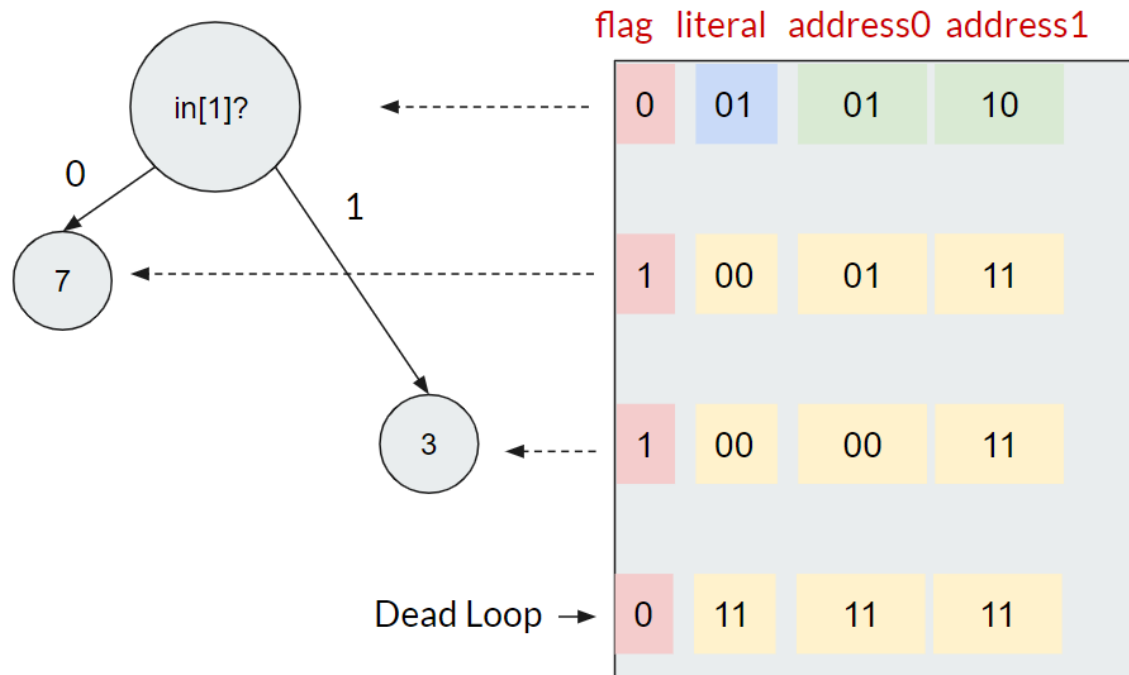 flag literal address0 address1
in[1]?
0 01 01 10
0
1
7
1 00 01 11
3
1 00 00 11
Dead Loop
0 11 11 11